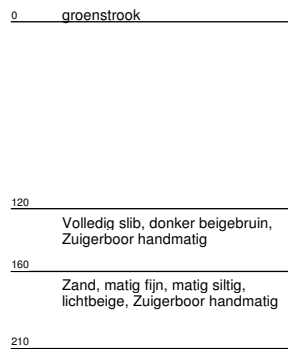 0 groenstrook
120
Volledig slib, donker beigebruin,
Zuigerboor handmatig
160
Zand, matig fijn, matig siltig,
lichtbeige, Zuigerboor handmatig
210